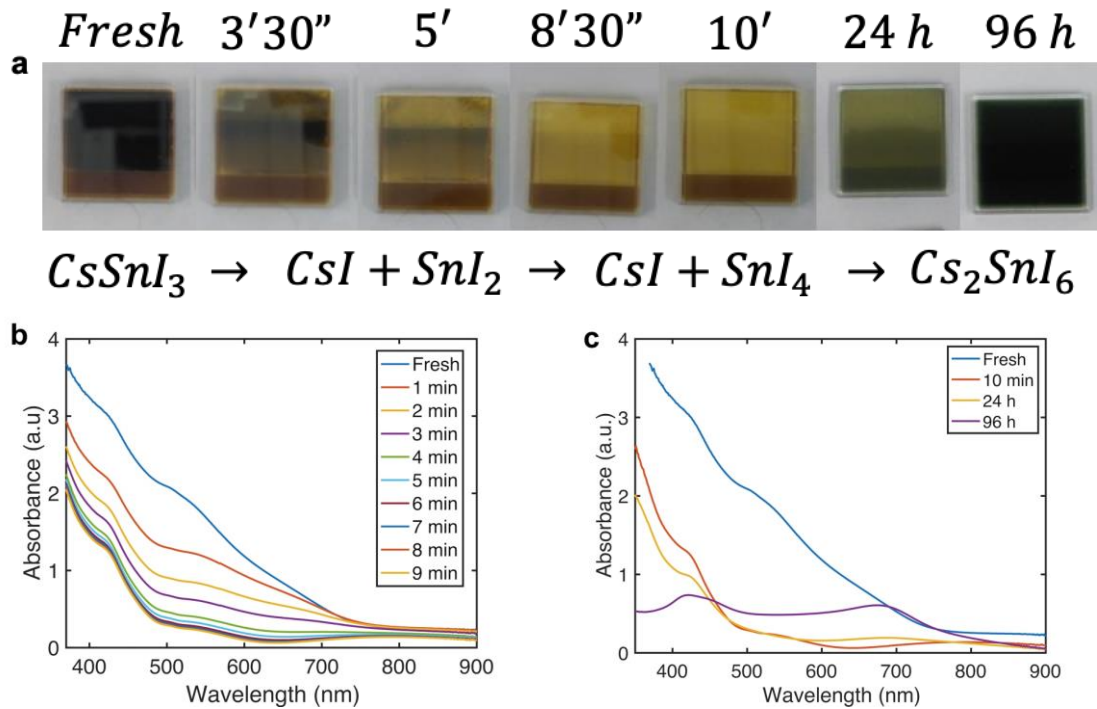 Fresh 3'30" 5' 8'30" 10' 24 h 96 h
a
CsSnI₃ → CsI + SnI₂ → CsI + SnI₄ → Cs₂SnI₆
b
4
3
2
1
0
Absorbance (a.u)
400 500 600 700 800 900
Wavelength (nm)
Fresh
1 min
2 min
3 min
4 min
5 min
6 min
7 min
8 min
9 min
c
4
3
2
1
0
Absorbance (a.u.)
400 500 600 700 800 900
Wavelength (nm)
Fresh
10 min
24 h
96 h